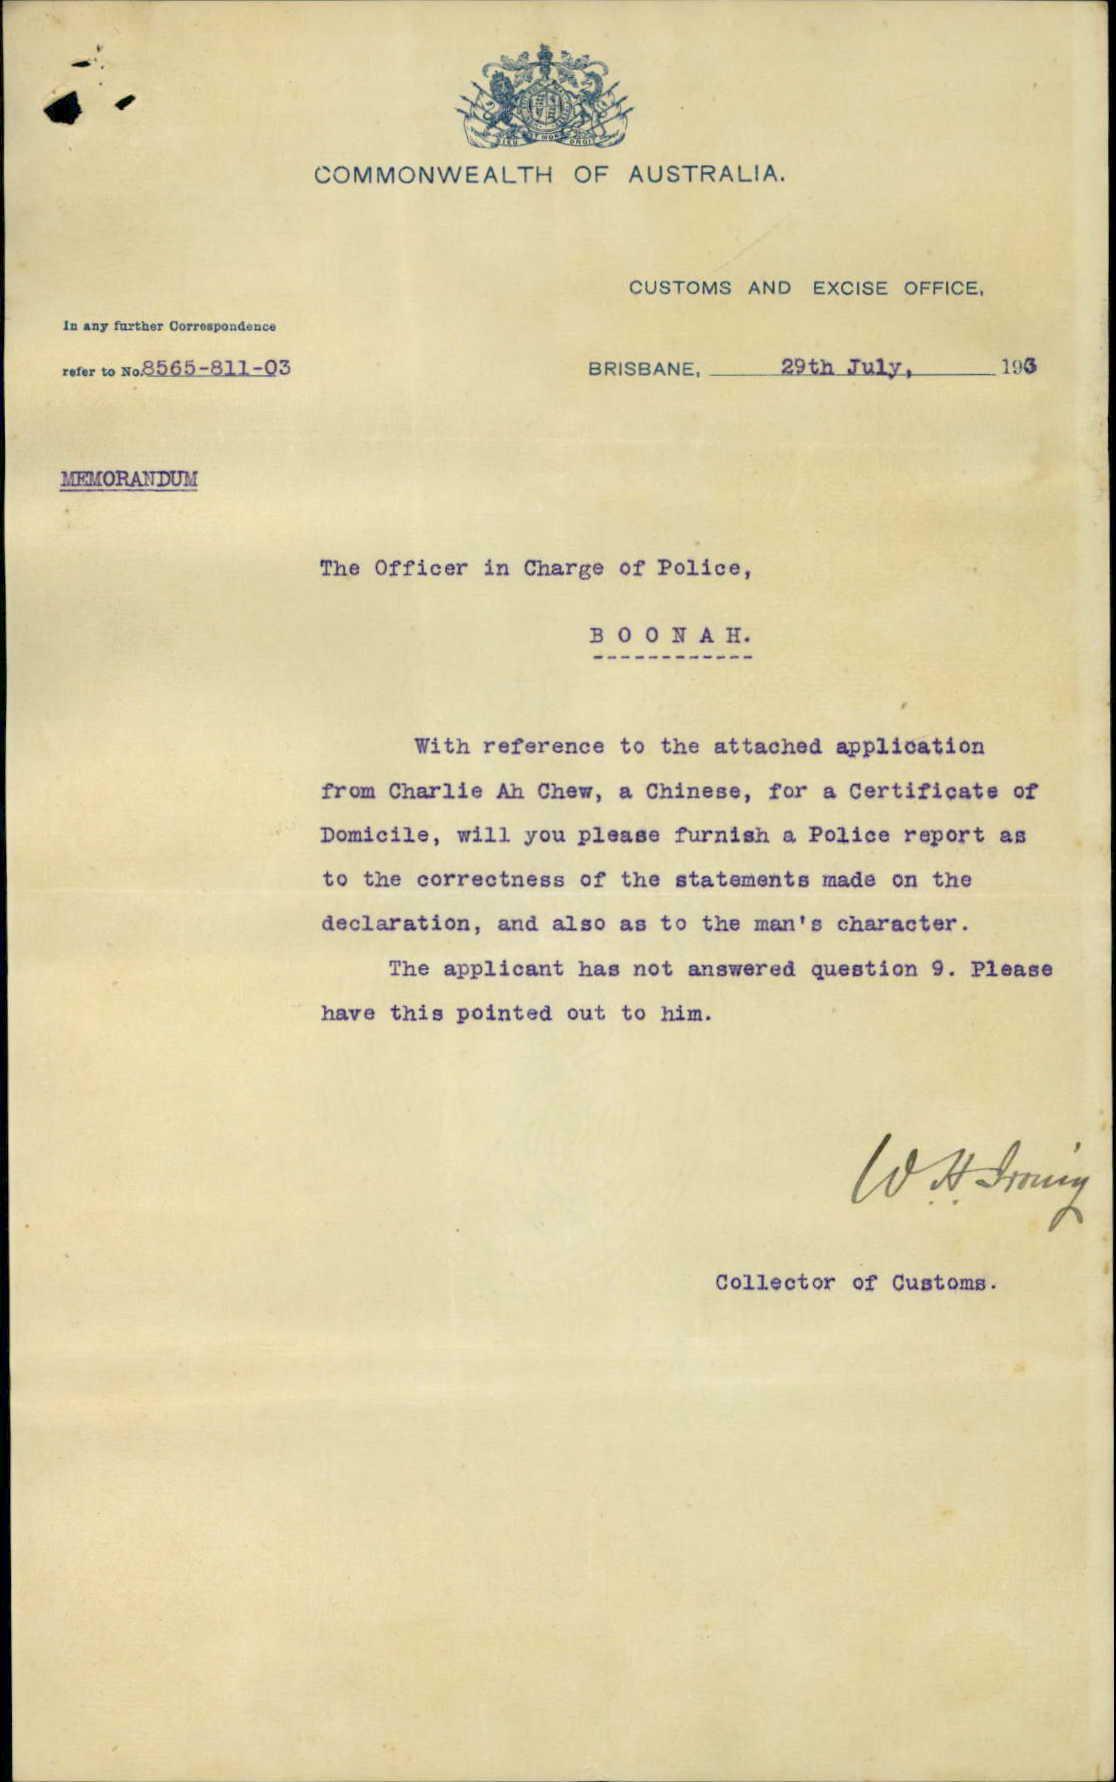 COMMONWEALTH OF AUSTRALIA.
CUSTOMS AND EXCISE OFFICE,
In any further Correspondence
refer to No. 8565-811-03
BRISBANE, 29th July, 1903
MEMORANDUM
The Officer in Charge of Police,
B O O N A H.
With reference to the attached application
from Charlie Ah Chew, a Chinese, for a Certificate of
Domicile, will you please furnish a Police report as
to the correctness of the statements made on the
declaration, and also as to the man's character.
The applicant has not answered question 9. Please
have this pointed out to him.
W. H. Irving
Collector of Customs.